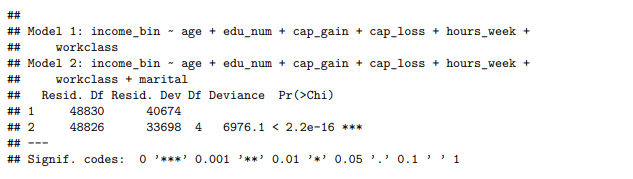 ##
## Model 1: income_bin ~ age + edu_num + cap_gain + cap_loss + hours_week +
##     workclass
## Model 2: income_bin ~ age + edu_num + cap_gain + cap_loss + hours_week +
##     workclass + marital
##   Resid. Df Resid. Dev Df Deviance  Pr(>Chi)
## 1     48830      40674
## 2     48826      33698  4   6976.1 < 2.2e-16 ***
## ---
## Signif. codes:  0 '***' 0.001 '**' 0.01 '*' 0.05 '.' 0.1 ' ' 1